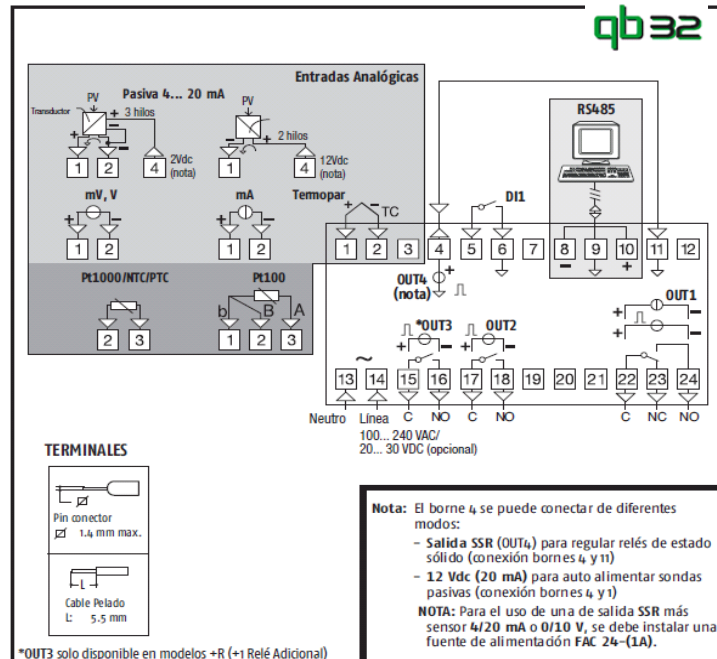 qb32
Entradas Analógicas
Pasiva 4... 20 mA
PV
Transductor
+ 3 hilos
−
1 2 4
2Vdc
(nota)
PV
+
−
2 hilos
1 4
12Vdc
(nota)
mV, V
+ −
1 2
mA
+ −
1 2
Termopar
+ − TC
Pt1000/NTC/PTC
2 3
Pt100
b B A
1 2 3
RS485
DI1
1 2 3 4 5 6 7 8 9 10 11 12
− +
OUT4
(nota)
+
*OUT3
+ −
OUT2
+ −
OUT1
+ −
+ −
~
13 14 15 16 17 18 19 20 21 22 23 24
Neutro Línea C NO C NO C NC NO
100... 240 VAC/
20... 30 VDC (opcional)
TERMINALES
Pin conector
1.4 mm max.
L
Cable Pelado
L: 5.5 mm
*OUT3 solo disponible en modelos +R (+1 Relé Adicional)
Nota: El borne 4 se puede conectar de diferentes
modos:
– Salida SSR (OUT4) para regular relés de estado
sólido (conexión bornes 4 y 11)
– 12 Vdc (20 mA) para auto alimentar sondas
pasivas (conexión bornes 4 y 1)
NOTA: Para el uso de una de salida SSR más
sensor 4/20 mA o 0/10 V, se debe instalar una
fuente de alimentación FAC 24-(1A).